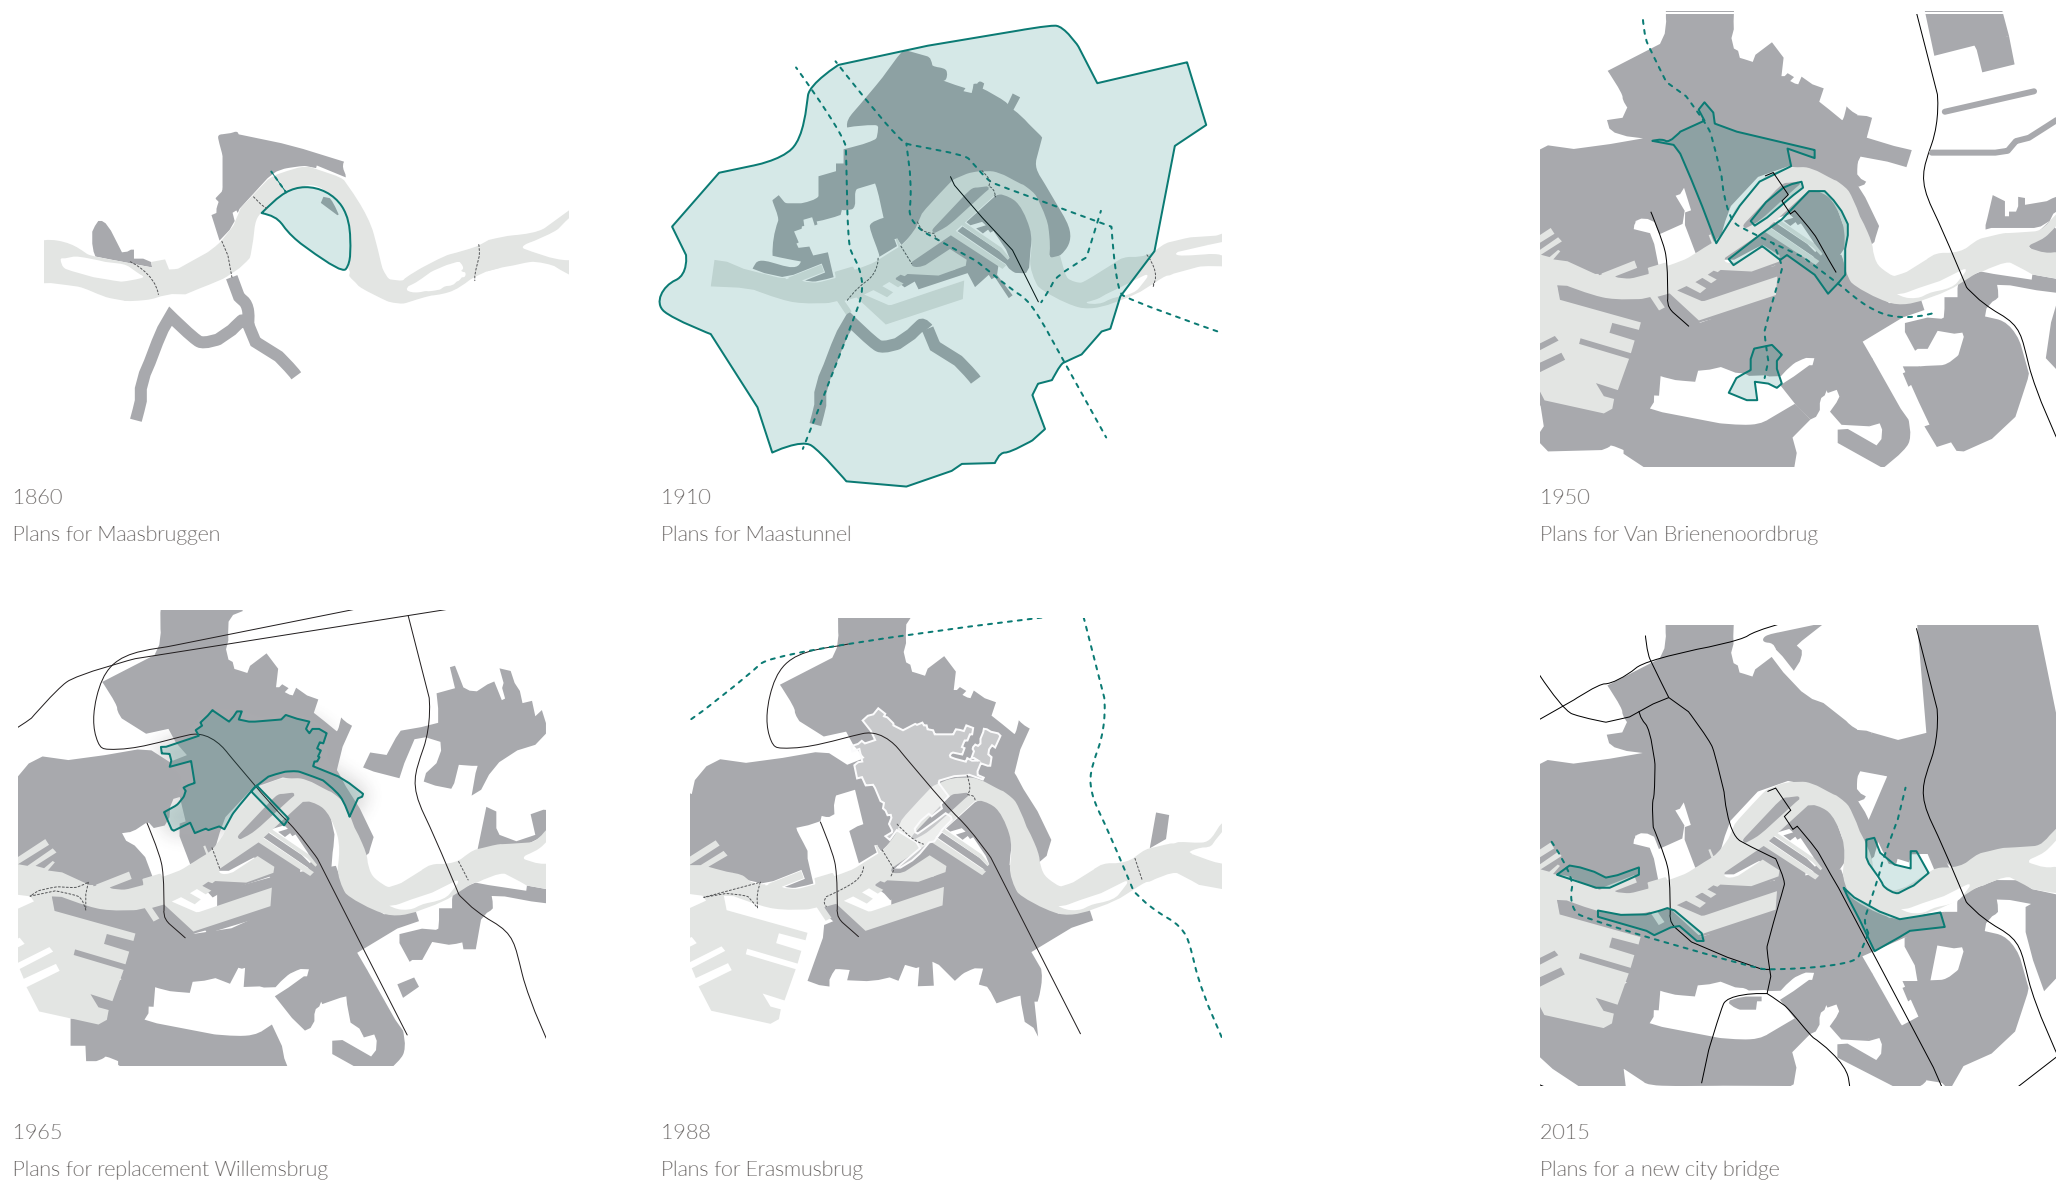 1860
Plans for Maasbruggen
1910
Plans for Maastunnel
1950
Plans for Van Brienenoordbrug
1965
Plans for replacement Willemsbrug
1988
Plans for Erasmusbrug
2015
Plans for a new city bridge